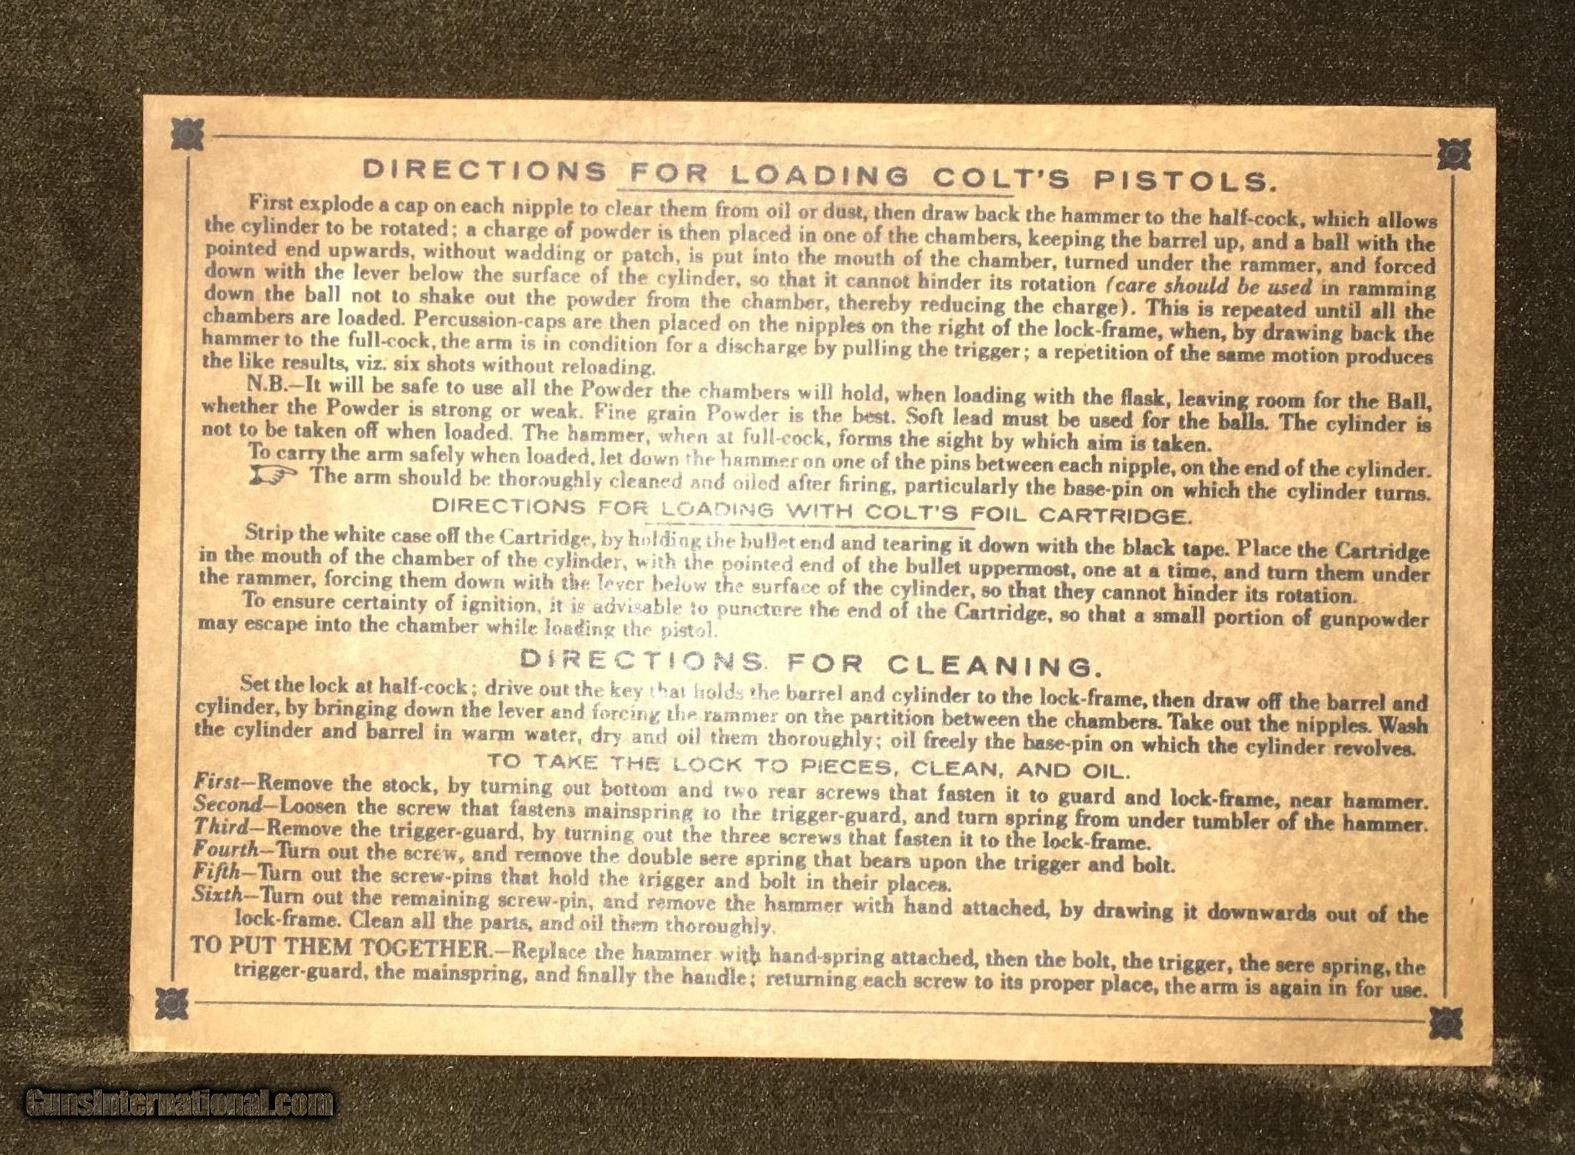 DIRECTIONS FOR LOADING COLT'S PISTOLS.
First explode a cap on each nipple to clear them from oil or dust, then draw back the hammer to the half-cock, which allows
the cylinder to be rotated; a charge of powder is then placed in one of the chambers, keeping the barrel up, and a ball with the
pointed end upwards, without wadding or patch, is put into the mouth of the chamber, turned under the rammer, and forced
down with the lever below the surface of the cylinder, so that it cannot hinder its rotation (care should be used in ramming
down the ball not to shake out the powder from the chamber, thereby reducing the charge). This is repeated until all the
chambers are loaded. Percussion-caps are then placed on the nipples on the right of the lock-frame, when, by drawing back the
hammer to the full-cock, the arm is in condition for a discharge by pulling the trigger; a repetition of the same motion produces
the like results, viz. six shots without reloading.
N.B.—It will be safe to use all the Powder the chambers will hold, when loading with the flask, leaving room for the Ball,
whether the Powder is strong or weak. Fine grain Powder is the best. Soft lead must be used for the balls. The cylinder is
not to be taken off when loaded. The hammer, when at full-cock, forms the sight by which aim is taken.
To carry the arm safely when loaded, let down the hammer on one of the pins between each nipple, on the end of the cylinder.
The arm should be thoroughly cleaned and oiled after firing, particularly the base-pin on which the cylinder turns.
DIRECTIONS FOR LOADING WITH COLT'S FOIL CARTRIDGE.
Strip the white case off the Cartridge, by holding the bullet end and tearing it down with the black tape. Place the Cartridge
in the mouth of the chamber of the cylinder, with the pointed end of the bullet uppermost, one at a time, and turn them under
the rammer, forcing them down with the lever below the surface of the cylinder, so that they cannot hinder its rotation.
To ensure certainty of ignition, it is advisable to puncture the end of the Cartridge, so that a small portion of gunpowder
may escape into the chamber while loading the pistol.
DIRECTIONS FOR CLEANING.
Set the lock at half-cock; drive out the key that holds the barrel and cylinder to the lock-frame, then draw off the barrel and
cylinder, by bringing down the lever and forcing the rammer on the partition between the chambers. Take out the nipples. Wash
the cylinder and barrel in warm water, dry and oil them thoroughly; oil freely the base-pin on which the cylinder revolves.
TO TAKE THE LOCK TO PIECES, CLEAN, AND OIL.
First—Remove the stock, by turning out bottom and two rear screws that fasten it to guard and lock-frame, near hammer.
Second—Loosen the screw that fastens mainspring to the trigger-guard, and turn spring from under tumbler of the hammer.
Third—Remove the trigger-guard, by turning out the three screws that fasten it to the lock-frame.
Fourth—Turn out the screw, and remove the double sere spring that bears upon the trigger and bolt.
Fifth—Turn out the screw-pins that hold the trigger and bolt in their places.
Sixth—Turn out the remaining screw-pin, and remove the hammer with hand attached, by drawing it downwards out of the
lock-frame. Clean all the parts, and oil them thoroughly.
TO PUT THEM TOGETHER.—Replace the hammer with hand-spring attached, then the bolt, the trigger, the sere spring, the
trigger-guard, the mainspring, and finally the handle; returning each screw to its proper place, the arm is again in for use.
GunsInternational.com